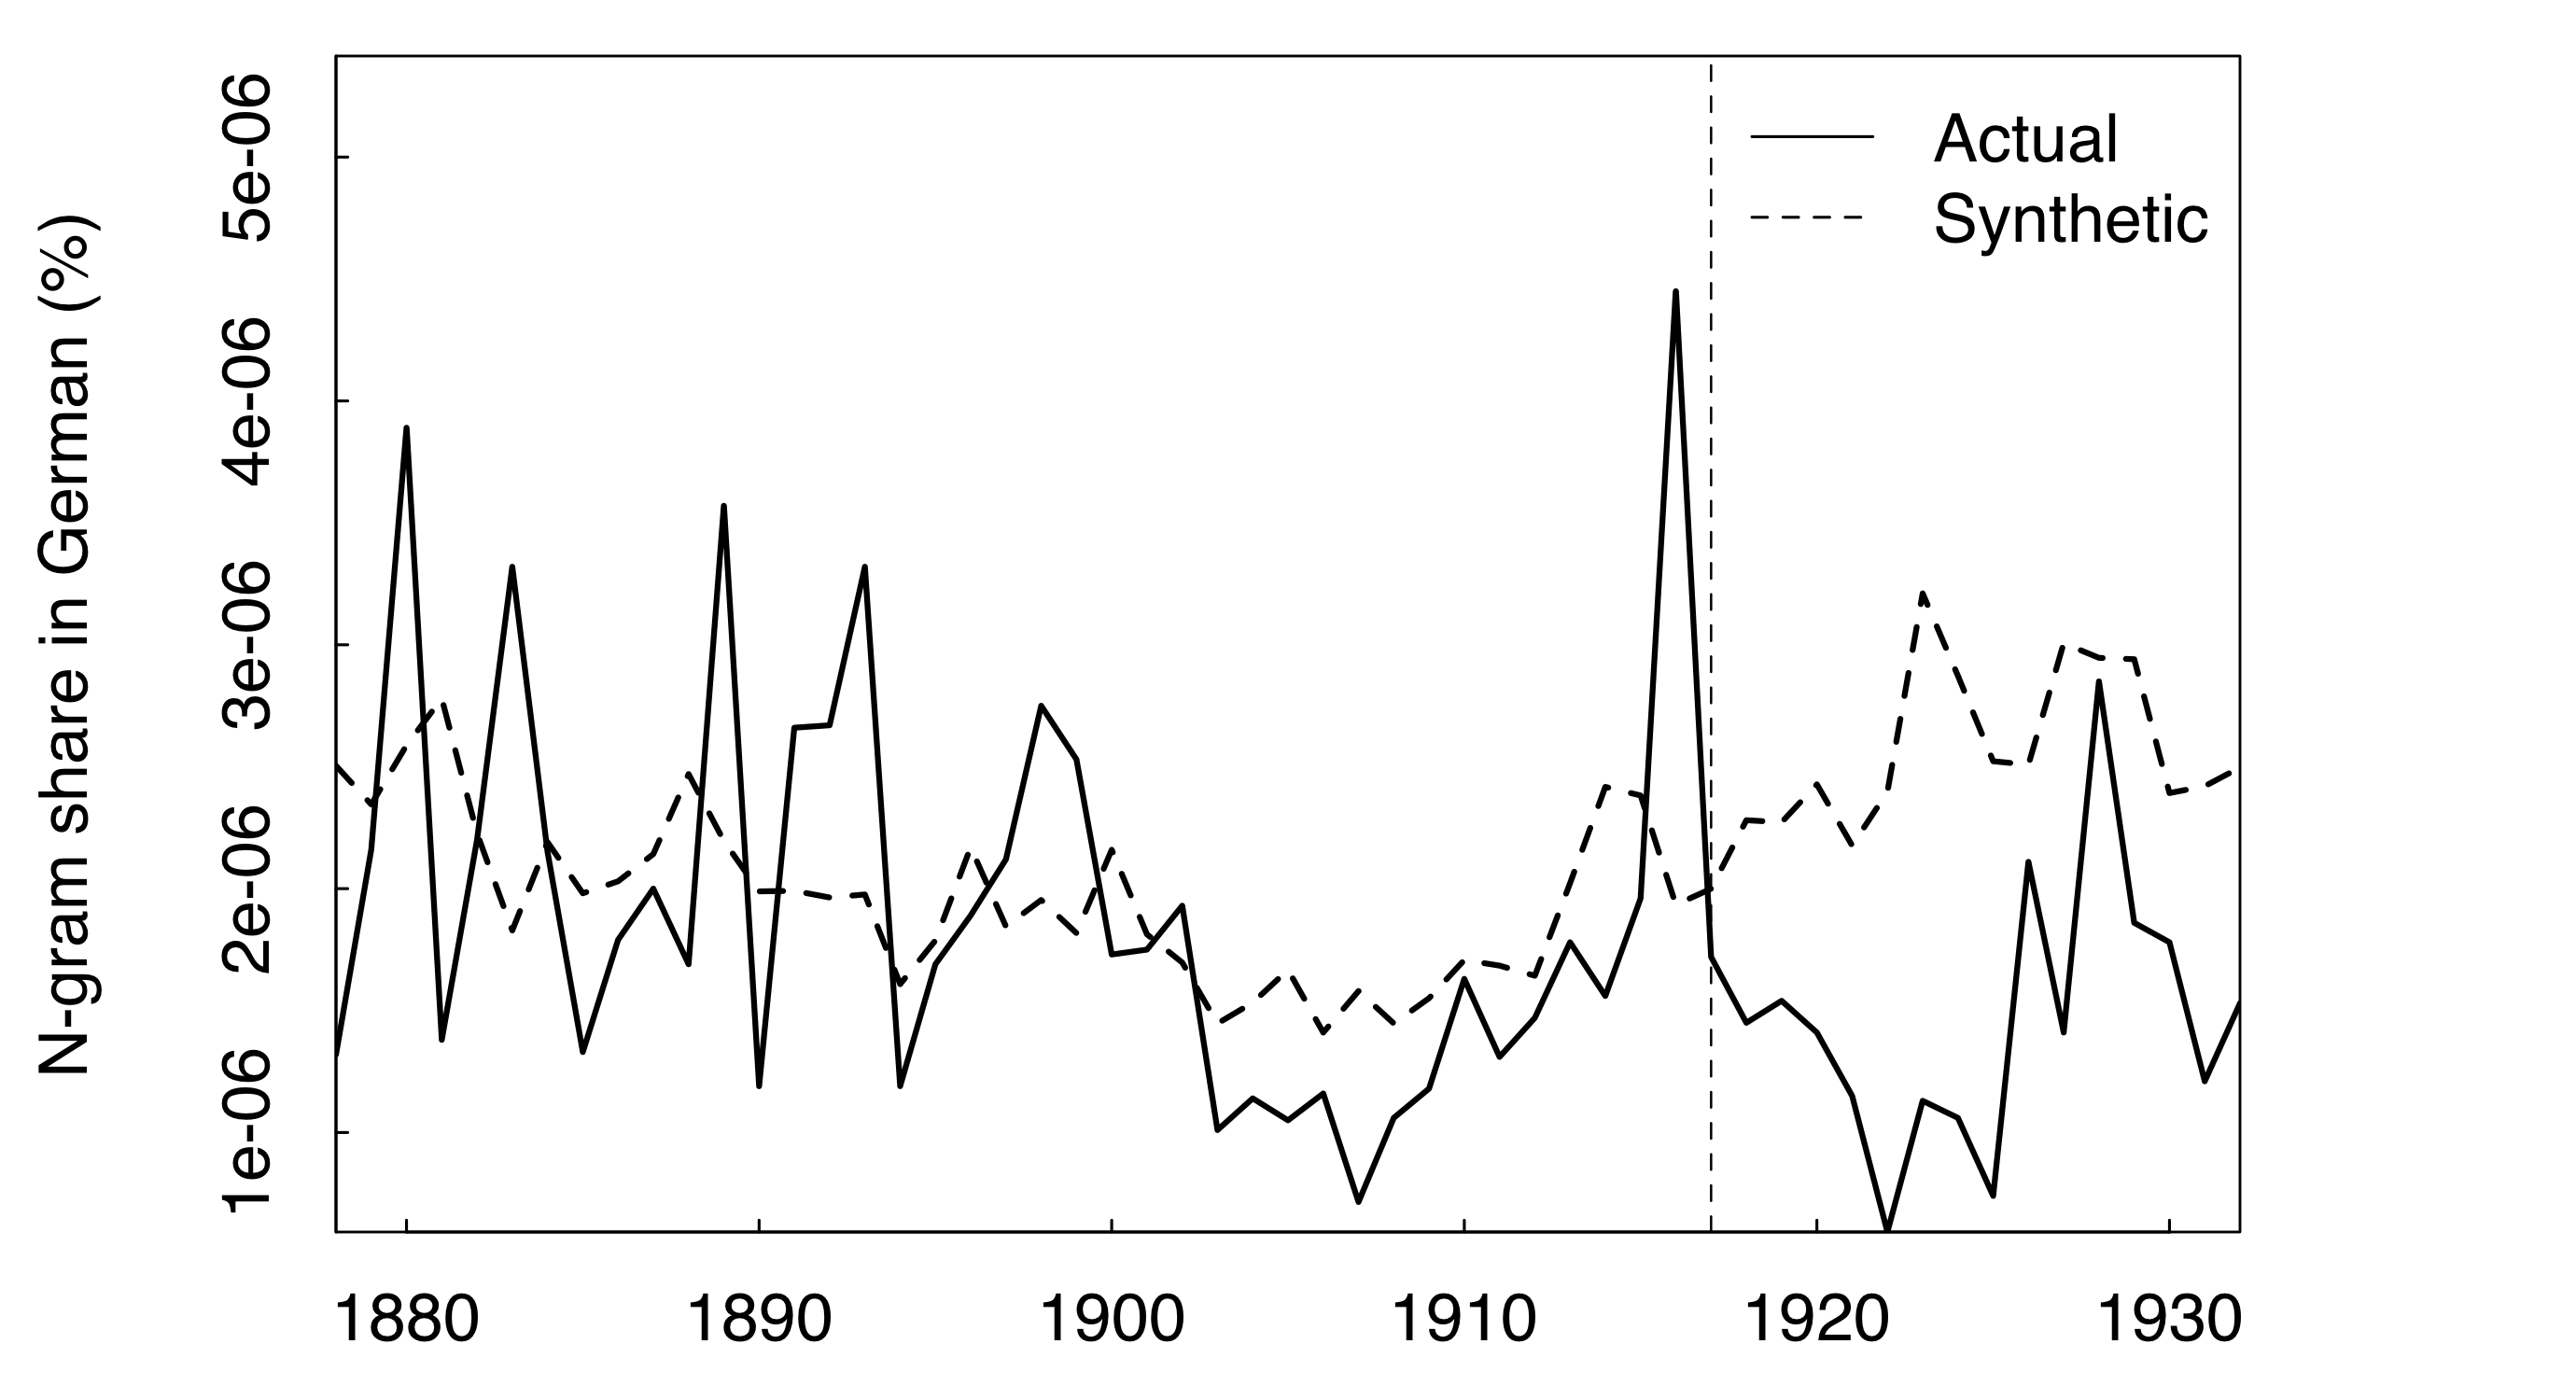 N-gram share in German (%)
5e-06
4e-06
3e-06
2e-06
1e-06
Actual
Synthetic
1880 1890 1900 1910 1920 1930